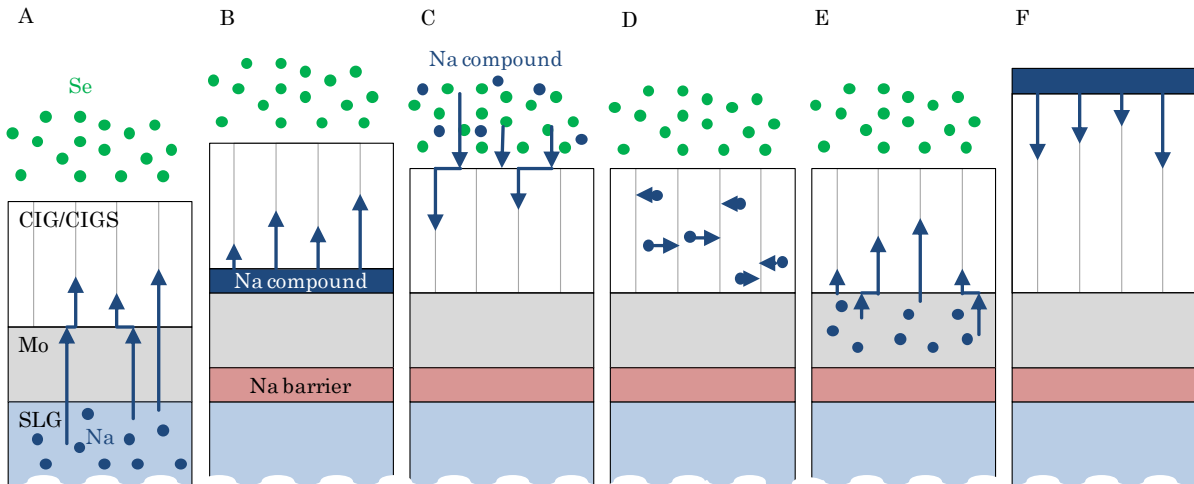 A
B
C
D
E
F
Na compound
Se
CIG/CIGS
Na compound
Mo
Na barrier
SLG
Na